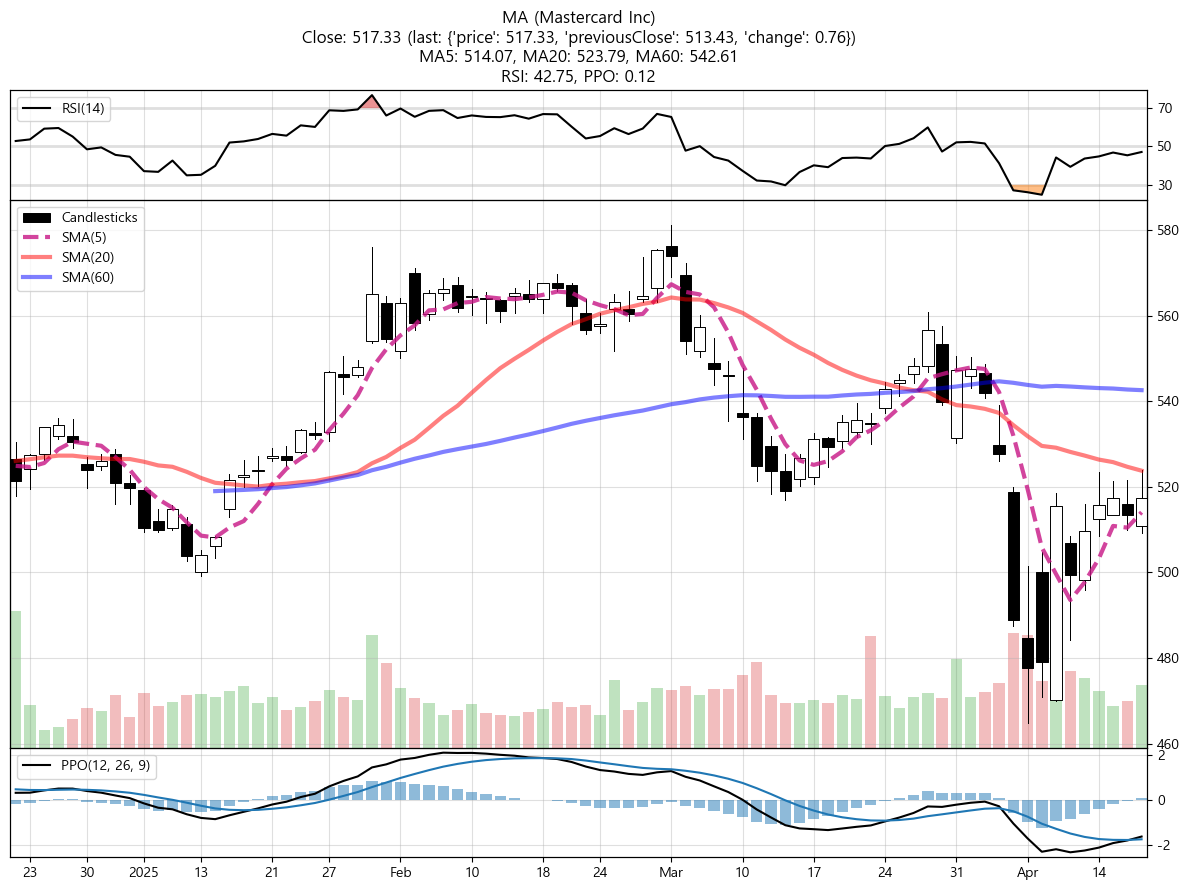 MA (Mastercard Inc)
Close: 517.33 (last: {'price': 517.33, 'previousClose': 513.43, 'change': 0.76})
MA5: 514.07, MA20: 523.79, MA60: 542.61
RSI: 42.75, PPO: 0.12
RSI(14)
70
50
30
Candlesticks
SMA(5)
SMA(20)
SMA(60)
580
560
540
520
500
480
460
PPO(12, 26, 9)
2
0
-2
23 30 2025 13 21 27 Feb 10 18 24 Mar 10 17 24 31 Apr 14